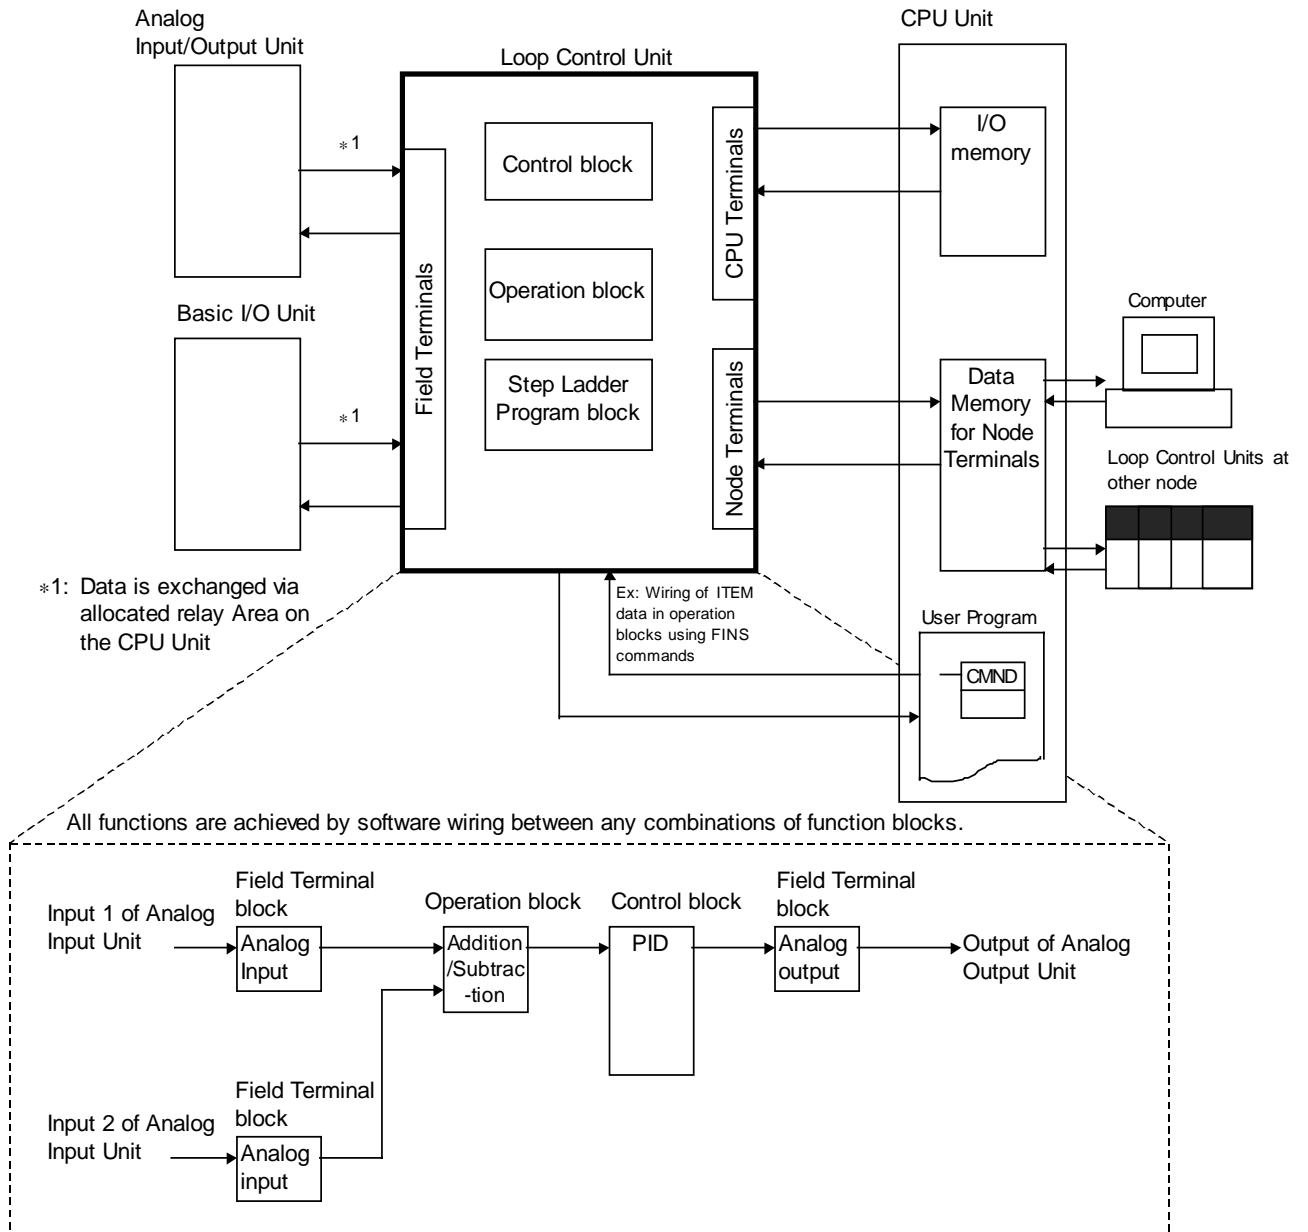 Analog
Input/Output Unit
CPU Unit
Loop Control Unit
∗1
Control block
CPU Terminals
I/O
memory
Field Terminals
Operation block
Basic I/O Unit
Computer
Step Ladder
Program block
Node Terminals
∗1
Data
Memory
for Node
Terminals
Loop Control Units at
other node
∗1: Data is exchanged via
allocated relay Area on
the CPU Unit
Ex: Wiring of ITEM
data in operation
blocks using FINS
commands
User Program
CMND
All functions are achieved by software wiring between any combinations of function blocks.
Input 1 of Analog
Input Unit
Field Terminal
block
Analog
Input
Operation block
Addition
/Subtrac
-tion
Control block
PID
Field Terminal
block
Analog
output
Output of Analog
Output Unit
Input 2 of Analog
Input Unit
Field Terminal
block
Analog
input